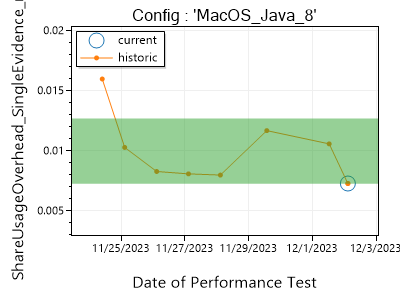 Config : 'MacOS_Java_8'
current
historic
0.02
0.015
0.01
0.005
ShareUsageOverhead_SingleEvidence_
11/25/2023
11/27/2023
11/29/2023
12/1/2023
12/3/2023
Date of Performance Test